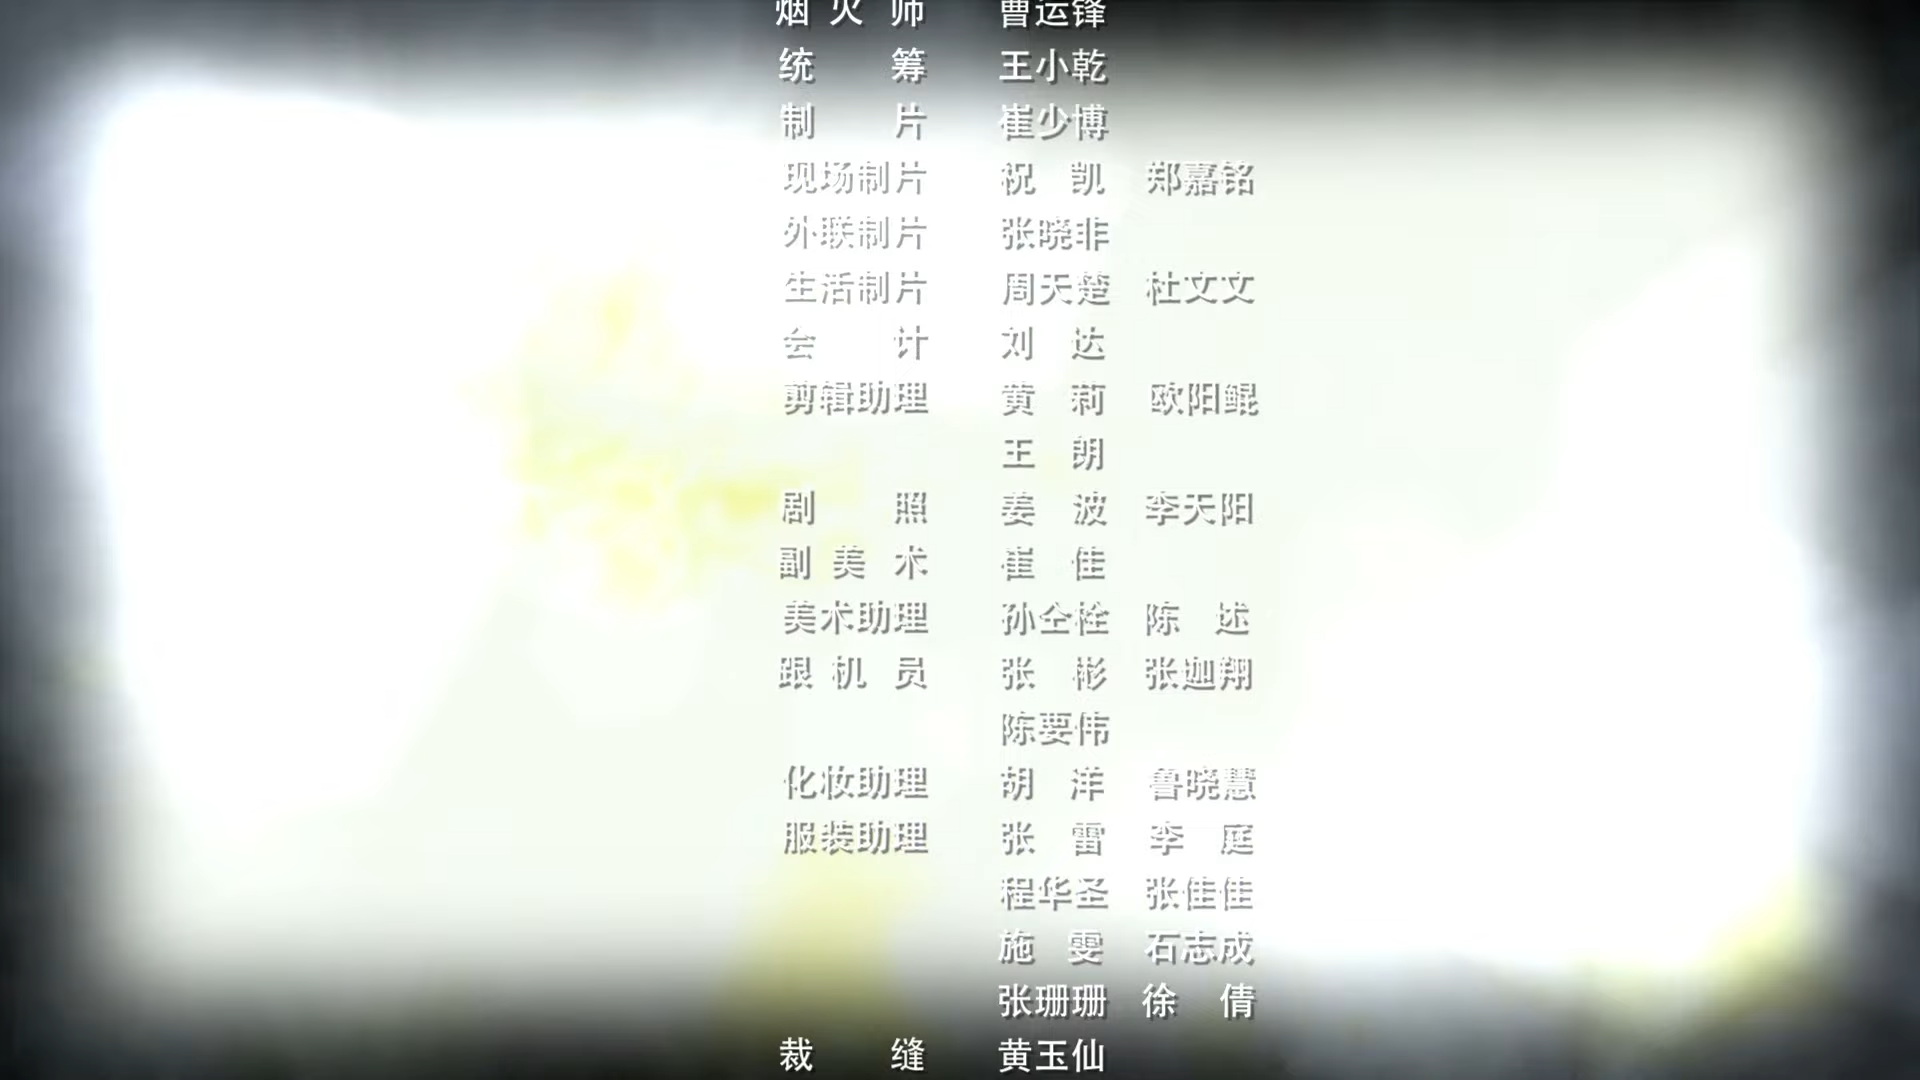 烟火师 曹运锋
统筹 王小乾
制片 崔少博
现场制片 祝凯 郑嘉铭
外联制片 张晓非
生活制片 周天楚 杜文文
会计 刘达
剪辑助理 黄莉 欧阳鲲
王朗
剧照 姜波 李天阳
副美术 崔佳
美术助理 孙仝栓 陈述
跟机员 张彬 张迦翔
陈要伟
化妆助理 胡洋 鲁晓慧
服装助理 张雷 李庭
程华圣 张佳佳
施雯 石志成
张珊珊 徐倩
裁缝 黄玉仙